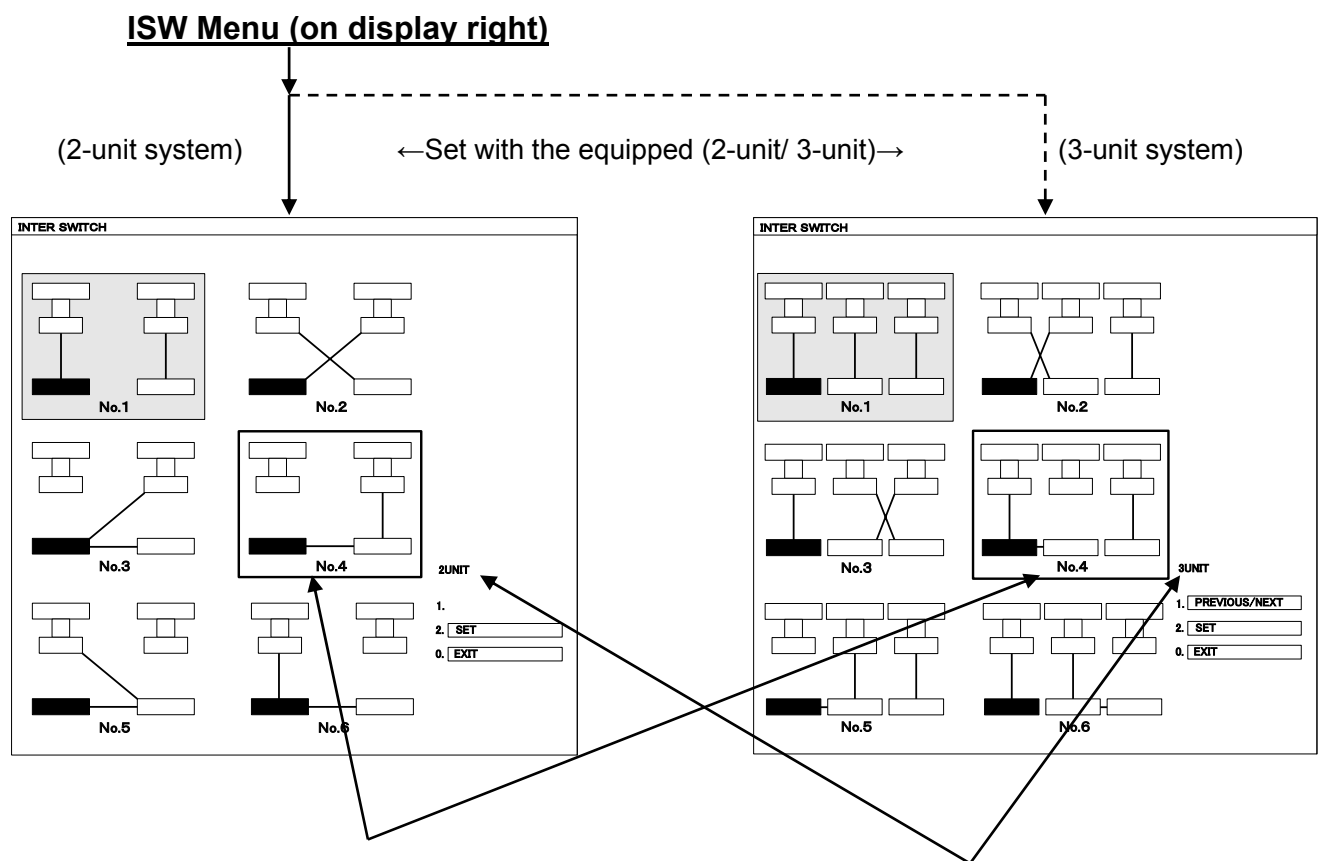 ISW Menu (on display right)
(2-unit system)
←Set with the equipped (2-unit/ 3-unit)→
(3-unit system)
INTER SWITCH
No.1
No.2
No.3
No.4
No.5
No.6
2UNIT
1.
2. SET
0. EXIT
INTER SWITCH
No.1
No.2
No.3
No.4
No.5
No.6
3UNIT
1. PREVIOUS/NEXT
2. SET
0. EXIT